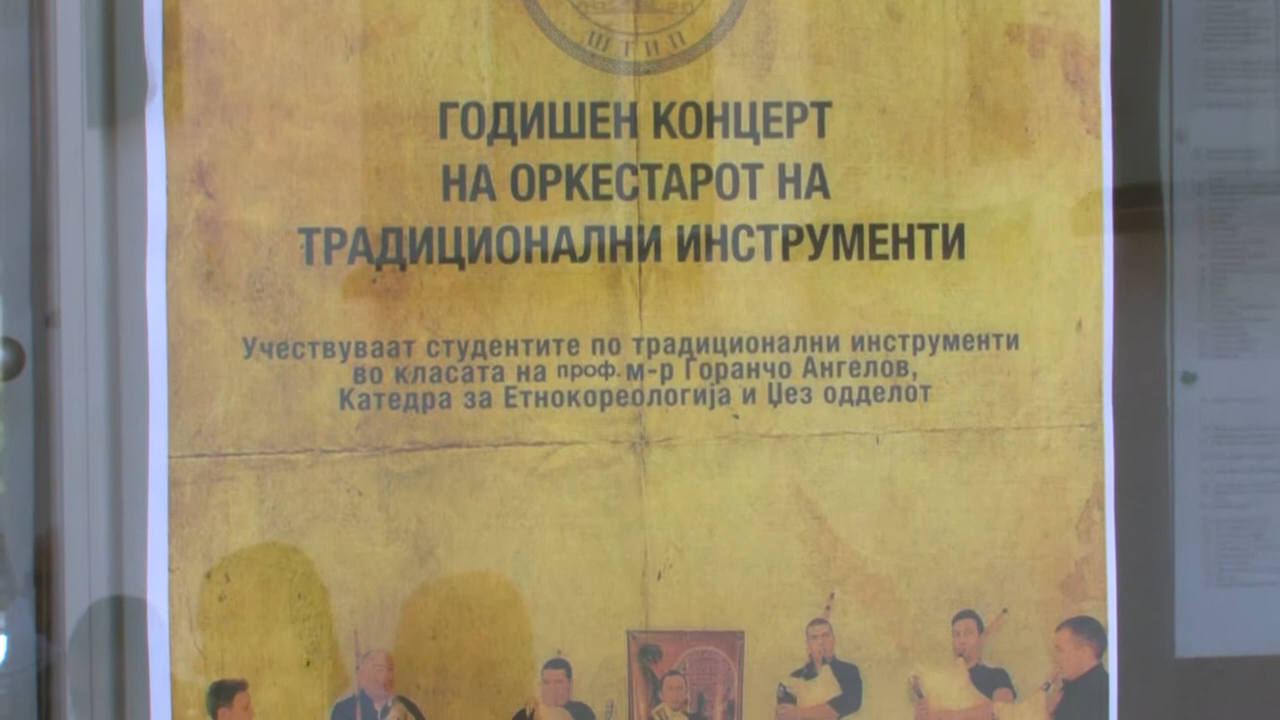 ШТИП
ГОДИШЕН КОНЦЕРТ
НА ОРКЕСТАРОТ НА
ТРАДИЦИОНАЛНИ ИНСТРУМЕНТИ
Учествуваат студентите по традиционални инструменти
во класата на проф. м-р Ѓоранчо Ангелов,
Катедра за Етнокореологија и Џез одделот